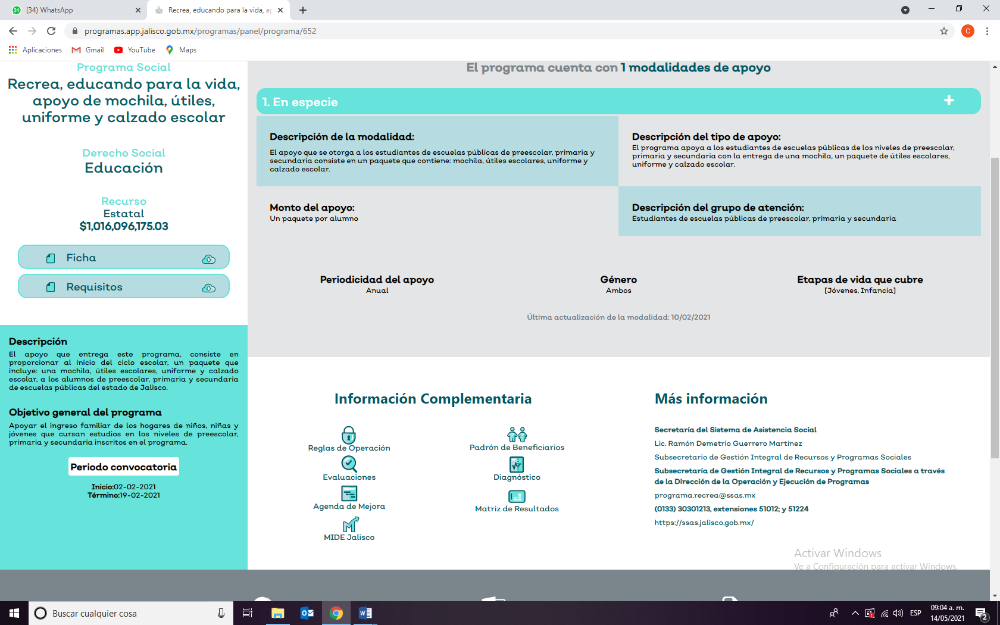 (34) WhatsApp
Recrea, educando para la vida, ap
programas.app.jalisco.gob.mx/programas/panel/programa/652
C
Aplicaciones
Gmail
YouTube
Maps
Programa Social
Recrea, educando para la vida,
apoyo de mochila, útiles,
uniforme y calzado escolar
Derecho Social
Educación
Recurso
Estatal
$1,016,096,175.03
Ficha
Requisitos
Descripción
El apoyo que entrega este programa, consiste en
proporcionar al inicio del ciclo escolar, un paquete que
incluye: una mochila, útiles escolares, uniforme y calzado
escolar, a los alumnos de preescolar, primaria y secundaria
de escuelas públicas del estado de Jalisco.
Objetivo general del programa
Apoyar el ingreso familiar de los hogares de niños, niñas y
jóvenes que cursan estudios en los niveles de preescolar,
primaria y secundaria inscritos en el programa.
Periodo convocatoria
Inicio:02-02-2021
Término:19-02-2021
El programa cuenta con 1 modalidades de apoyo
1. En especie
Descripción de la modalidad:
El apoyo que se otorga a los estudiantes de escuelas públicas de preescolar, primaria y
secundaria consiste en un paquete que contiene: mochila, útiles escolares, uniforme y
calzado escolar.
Descripción del tipo de apoyo:
El programa apoya a los estudiantes de escuelas públicas de los niveles de preescolar,
primaria y secundaria con la entrega de una mochila, un paquete de útiles escolares,
uniforme y calzado escolar.
Monto del apoyo:
Un paquete por alumno
Descripción del grupo de atención:
Estudiantes de escuelas públicas de preescolar, primaria y secundaria
Periodicidad del apoyo
Anual
Género
Ambos
Etapas de vida que cubre
[Jóvenes, Infancia]
Última actualización de la modalidad: 10/02/2021
Información Complementaria
Reglas de Operación
Padrón de Beneficiarios
Evaluaciones
Diagnóstico
Agenda de Mejora
Matriz de Resultados
MIDE Jalisco
Más información
Secretaría del Sistema de Asistencia Social
Lic. Ramón Demetrio Guerrero Martínez
Subsecretario de Gestión Integral de Recursos y Programas Sociales
Subsecretaría de Gestión Integral de Recursos y Programas Sociales a través
de la Dirección de la Operación y Ejecución de Programas
programa.recrea@ssas.mx
(0133) 30301213, extensiones 51012; y 51224
https://ssas.jalisco.gob.mx/
Activar Windows
Ve a Configuración para activar Windows.
Buscar cualquier cosa
ESP
09:04 a. m.
14/05/2021
2